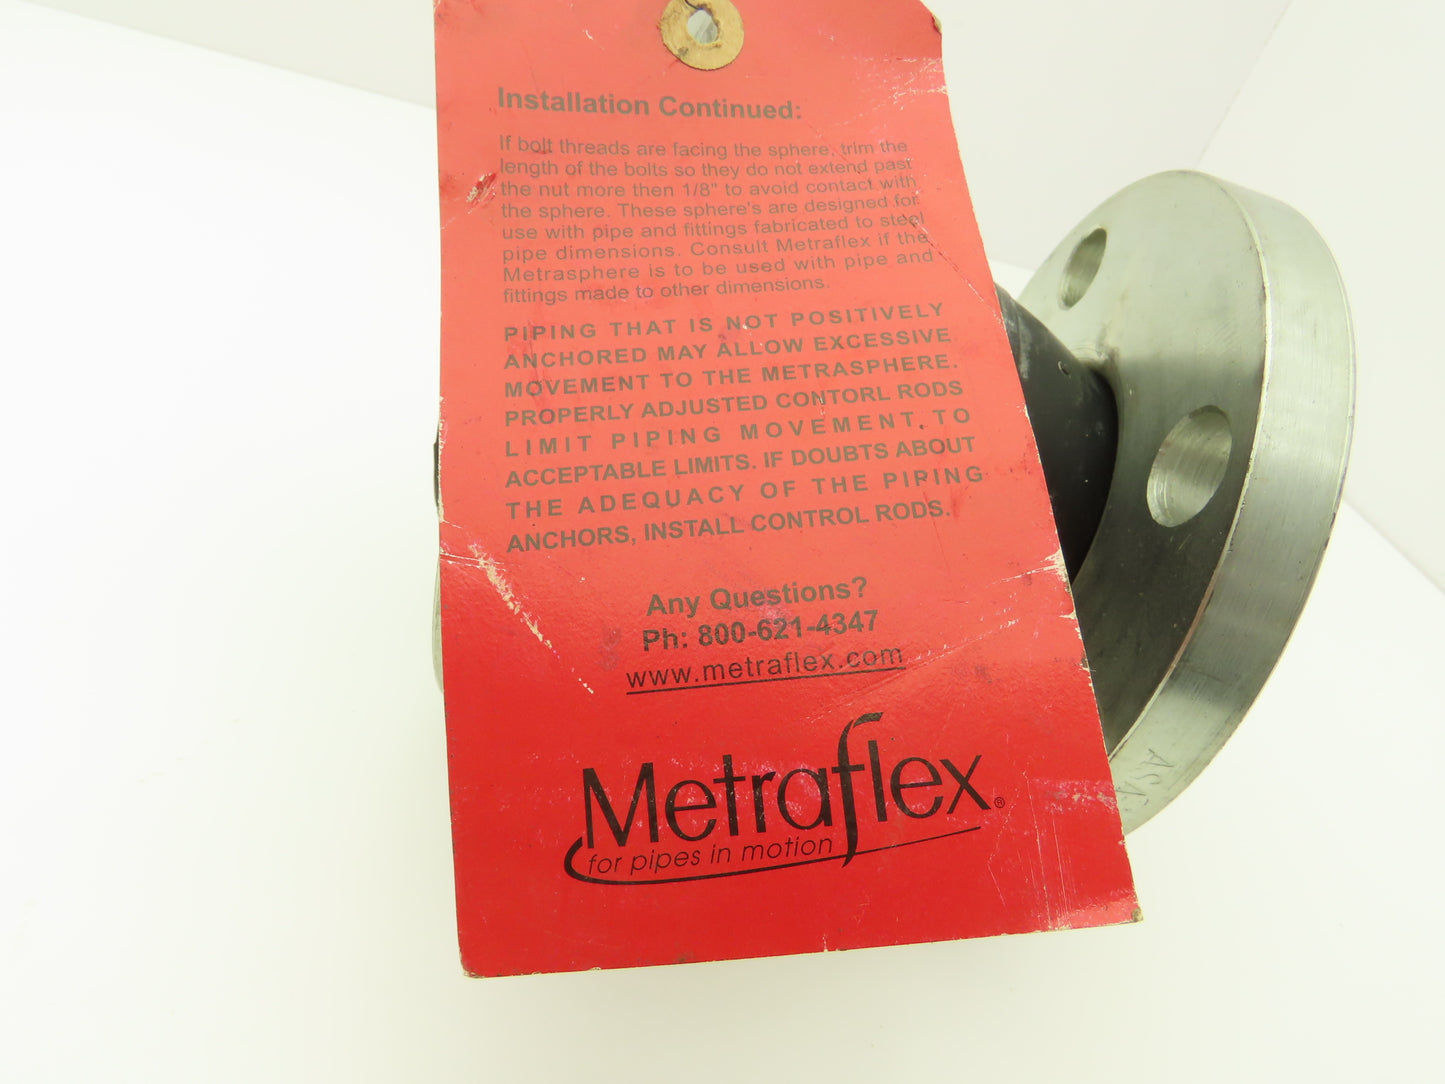 Installation Continued:
If bolt threads are facing the sphere, trim the
length of the bolts so they do not extend past
the nut more then 1/8" to avoid contact with
the sphere. These sphere's are designed for
use with pipe and fittings fabricated to steel
pipe dimensions. Consult Metraflex if the
Metrasphere is to be used with pipe and
fittings made to other dimensions.
PIPING THAT IS NOT POSITIVELY
ANCHORED MAY ALLOW EXCESSIVE
MOVEMENT TO THE METRASPHERE.
PROPERLY ADJUSTED CONTORL RODS
LIMIT PIPING MOVEMENT TO
ACCEPTABLE LIMITS. IF DOUBTS ABOUT
THE ADEQUACY OF THE PIPING
ANCHORS, INSTALL CONTROL RODS.
Any Questions?
Ph: 800-621-4347
www.metraflex.com
Metraflex®
for pipes in motion